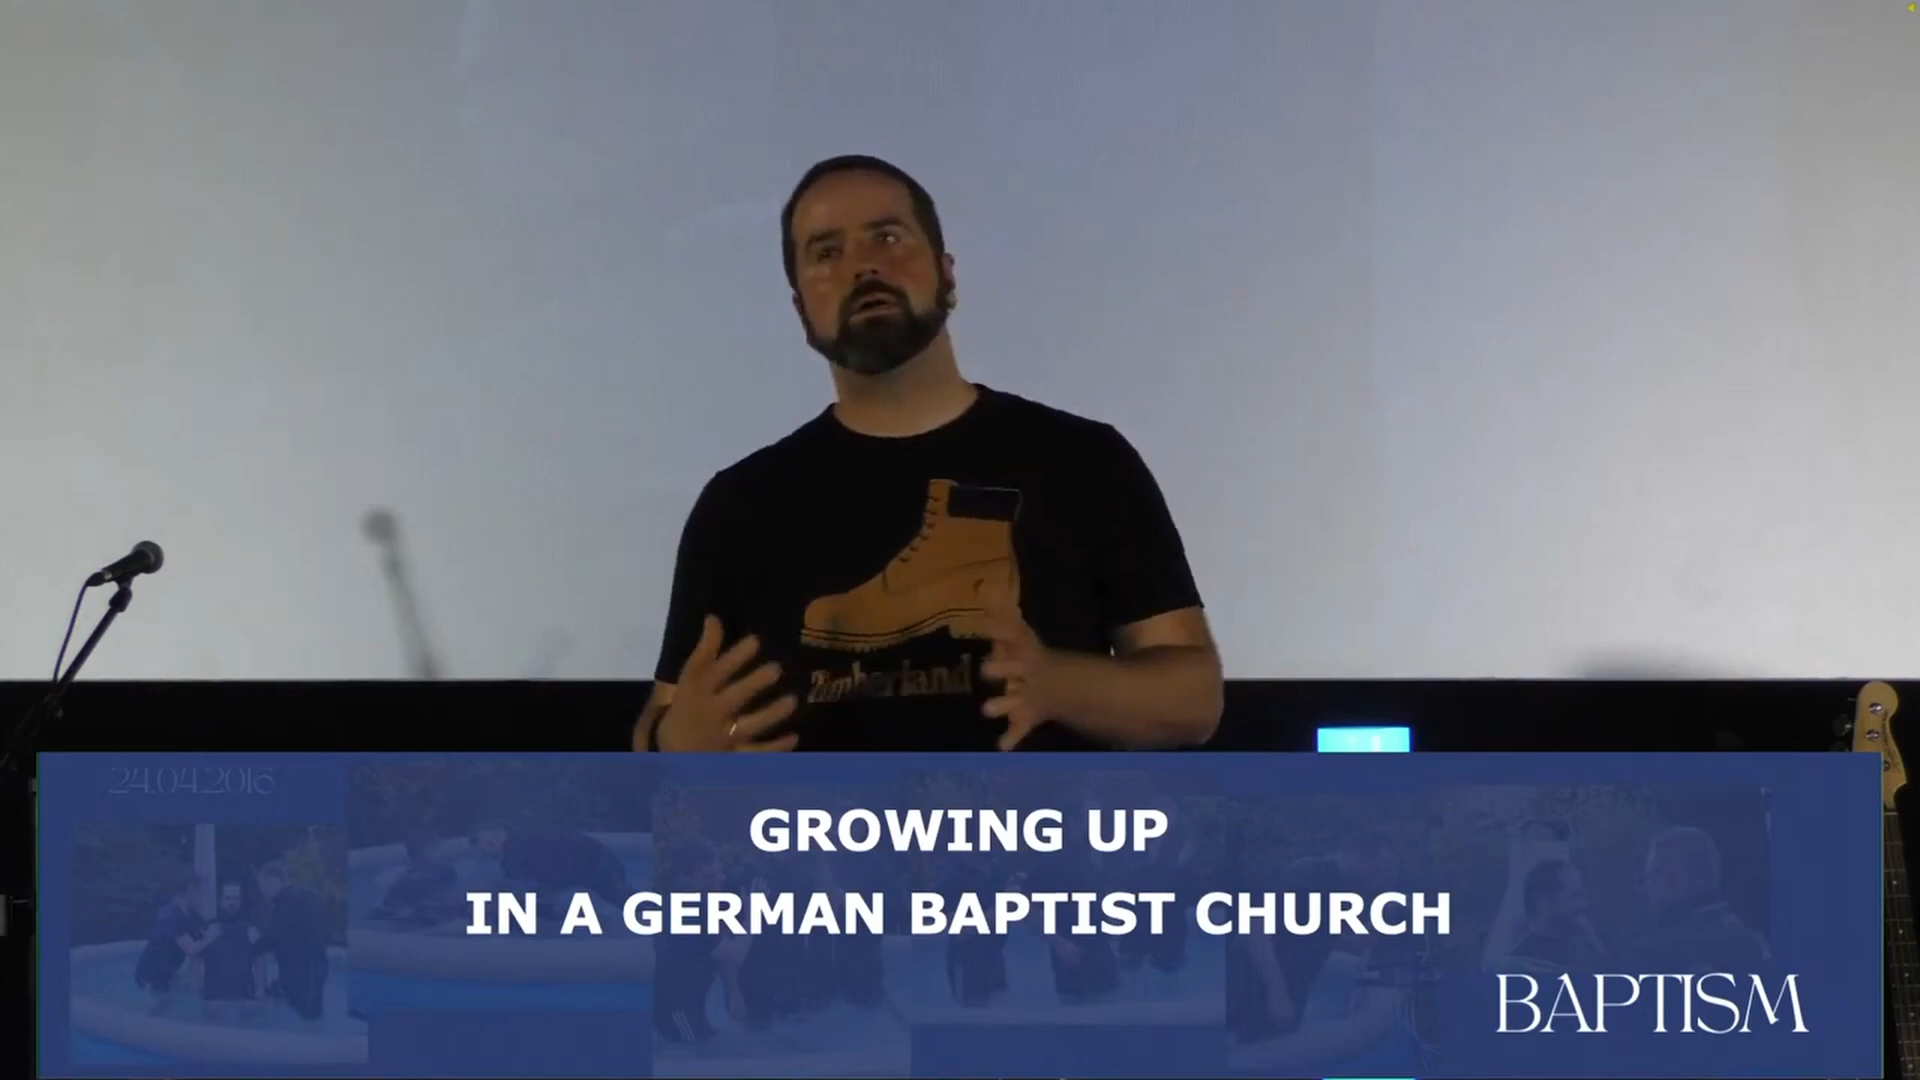 Timberland
24.04.2016
GROWING UP
IN A GERMAN BAPTIST CHURCH
BAPTISM